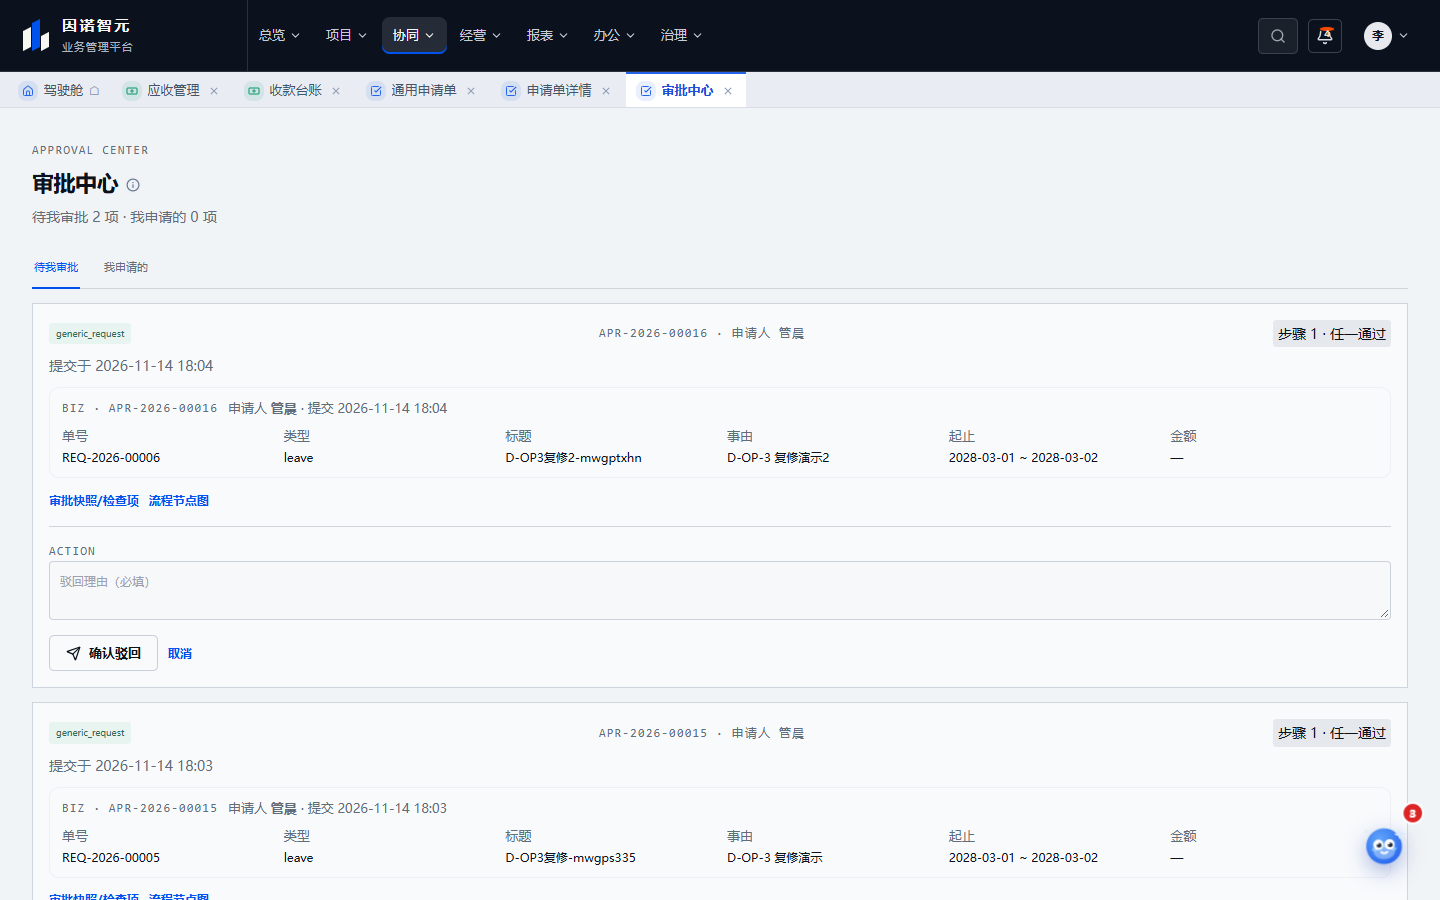 因诺智元
业务管理平台
总览 项目 协同 经营 报表 办公 治理
李
驾驶舱 应收管理 收款台账 通用申请单 申请单详情 审批中心
APPROVAL CENTER
审批中心
待我审批 2 项 · 我申请的 0 项
待我审批 我申请的
generic_request APR-2026-00016 · 申请人 管晨 步骤 1 · 任一通过
提交于 2026-11-14 18:04
BIZ · APR-2026-00016 申请人 管晨 · 提交 2026-11-14 18:04
单号 类型 标题 事由 起止 金额
REQ-2026-00006 leave D-OP3复修2-mwgptxhn D-OP-3 复修演示2 2028-03-01 ~ 2028-03-02 —
审批快照/检查项 流程节点图
ACTION
驳回理由（必填）
确认驳回 取消
generic_request APR-2026-00015 · 申请人 管晨 步骤 1 · 任一通过
提交于 2026-11-14 18:03
BIZ · APR-2026-00015 申请人 管晨 · 提交 2026-11-14 18:03
单号 类型 标题 事由 起止 金额
REQ-2026-00005 leave D-OP3复修-mwgps335 D-OP-3 复修演示 2028-03-01 ~ 2028-03-02 —
审批快照/检查项 流程节点图
3